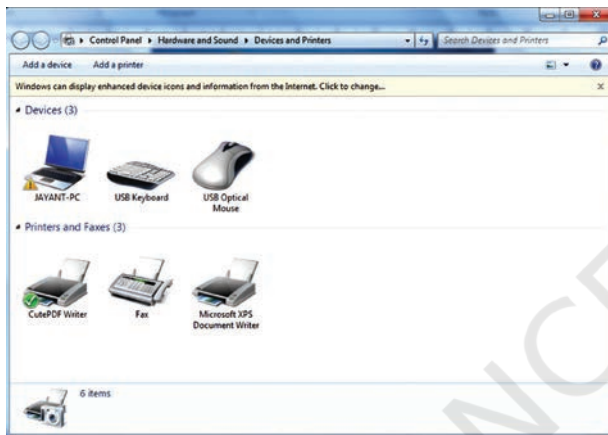 Control Panel ▸ Hardware and Sound ▸ Devices and Printers
Search Devices and Printers
Add a device Add a printer
Windows can display enhanced device icons and information from the Internet. Click to change...
Devices (3)
JAYANT-PC USB Keyboard USB Optical
Mouse
Printers and Faxes (3)
CutePDF Writer Fax Microsoft XPS
Document Writer
6 items